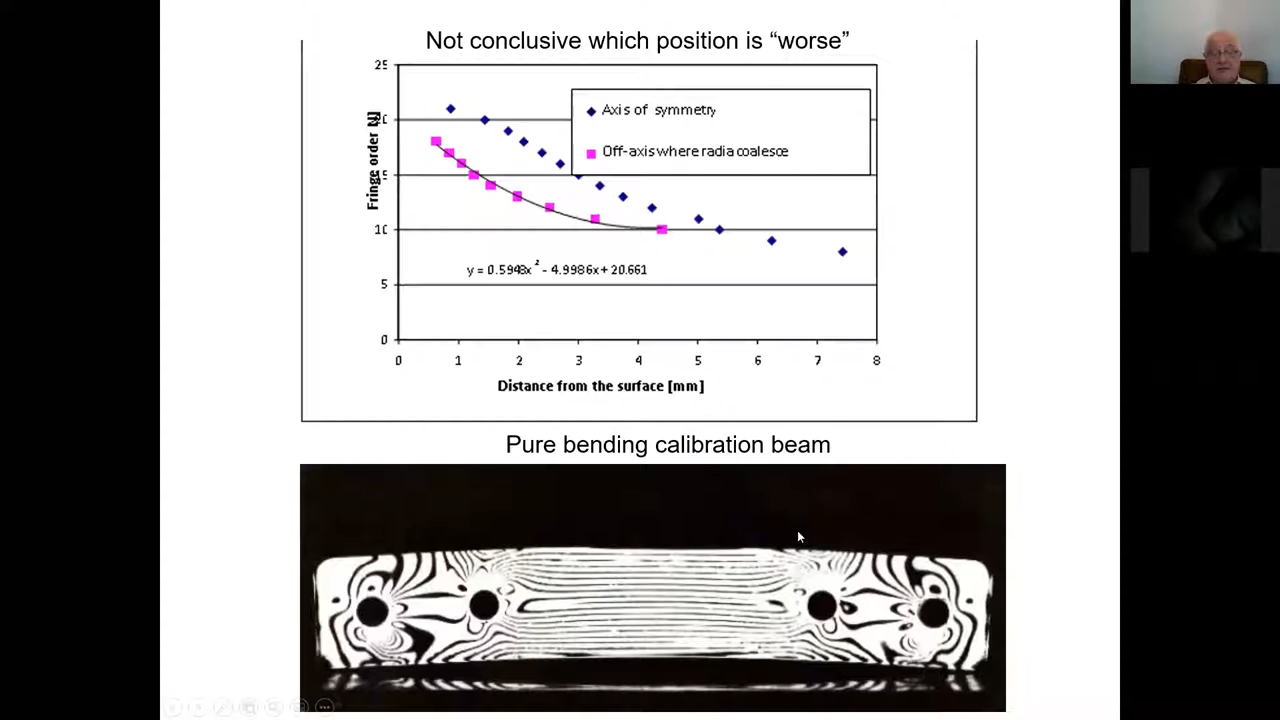 Not conclusive which position is “worse”
25
20
15
10
5
0
Fringe order N]
Axis of symmetry
Off-axis where radia coalesce
y = 0.5948x² - 4.9986x + 20.661
0 1 2 3 4 5 6 7 8
Distance from the surface [mm]
Pure bending calibration beam